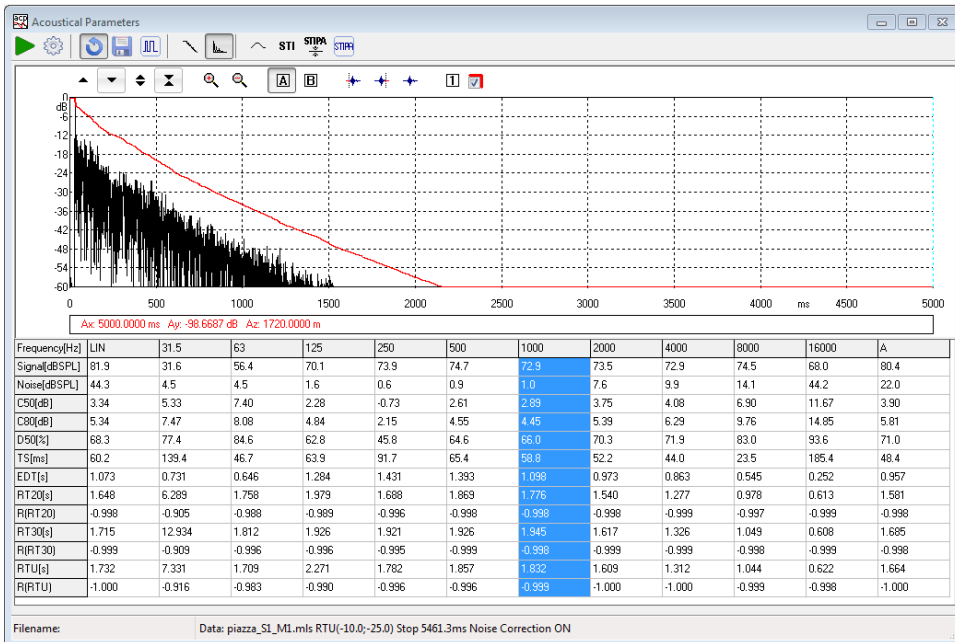 acp Acoustical Parameters
STI STIPA STIPA
A B 1
0
dB
-6
-12
-18
-24
-30
-36
-42
-48
-54
-60
0 500 1000 1500 2000 2500 3000 3500 4000 ms 4500 5000
Ax: 5000.0000 ms Ay: -98.6687 dB Az: 1720.0000 m
Frequency[Hz] LIN 31.5 63 125 250 500 1000 2000 4000 8000 16000 A
Signal[dBSPL] 81.9 31.6 56.4 70.1 73.9 74.7 72.9 73.5 72.9 74.5 68.0 80.4
Noise[dBSPL] 44.3 4.5 4.5 1.6 0.6 0.9 1.0 7.6 9.9 14.1 44.2 22.0
C50[dB] 3.34 5.33 7.40 2.28 -0.73 2.61 2.89 3.75 4.08 6.90 11.67 3.90
C80[dB] 5.34 7.47 8.08 4.84 2.15 4.55 4.45 5.39 6.29 9.76 14.85 5.81
D50[%] 68.3 77.4 84.6 62.8 45.8 64.6 66.0 70.3 71.9 83.0 93.6 71.0
TS[ms] 60.2 139.4 46.7 63.9 91.7 65.4 58.8 52.2 44.0 23.5 185.4 48.4
EDT[s] 1.073 0.731 0.646 1.284 1.431 1.393 1.098 0.973 0.863 0.545 0.252 0.957
RT20[s] 1.648 6.289 1.758 1.979 1.688 1.869 1.776 1.540 1.277 0.978 0.613 1.581
R(RT20) -0.998 -0.905 -0.988 -0.989 -0.996 -0.998 -0.998 -0.998 -0.999 -0.997 -0.999 -0.998
RT30[s] 1.715 12.934 1.812 1.926 1.921 1.926 1.945 1.617 1.326 1.049 0.608 1.685
R(RT30) -0.999 -0.909 -0.996 -0.996 -0.995 -0.999 -0.998 -0.999 -0.999 -0.998 -0.999 -0.998
RTU[s] 1.732 7.331 1.709 2.271 1.782 1.857 1.832 1.609 1.312 1.044 0.622 1.664
R(RTU) -1.000 -0.916 -0.983 -0.990 -0.996 -0.996 -0.999 -1.000 -1.000 -0.999 -0.998 -1.000
Filename: Data: piazza_S1_M1.mls RTU(-10.0;-25.0) Stop 5461.3ms Noise Correction ON